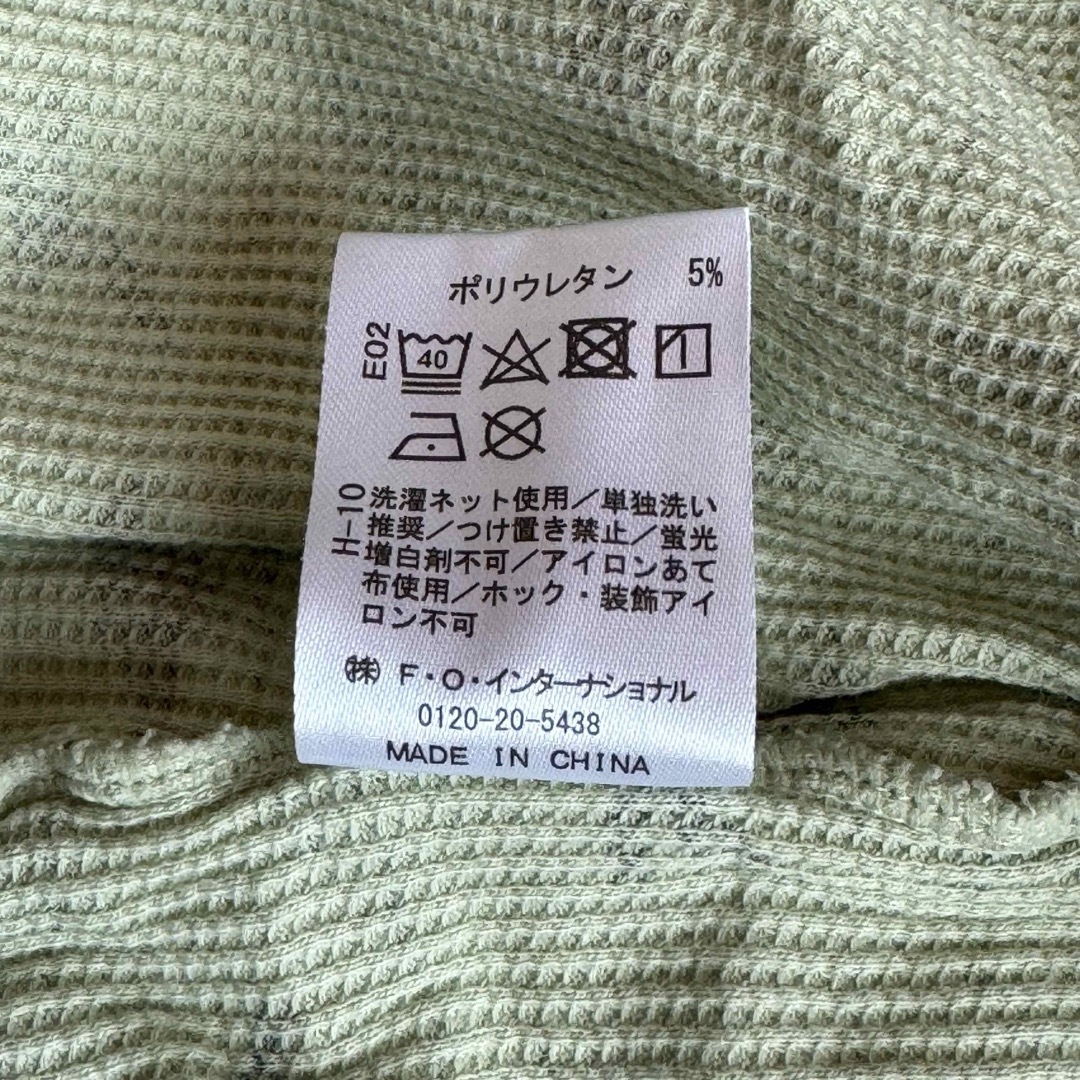 ポリウレタン 5%
E02
40
1
H-10
洗濯ネット使用／単独洗い
推奨／つけ置き禁止／蛍光
増白剤不可／アイロンあて
布使用／ホック・装飾アイ
ロン不可
㈱ F・O・インターナショナル
0120-20-5438
MADE IN CHINA